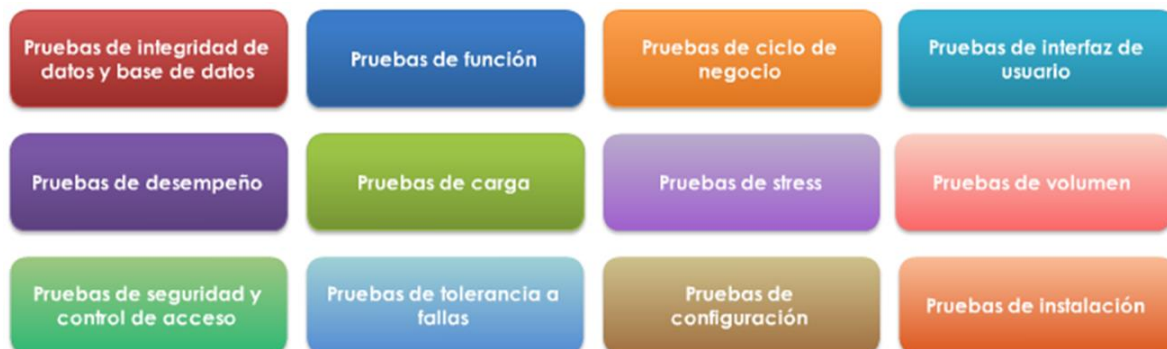 Pruebas de integridad de
datos y base de datos
Pruebas de función
Pruebas de ciclo de
negocio
Pruebas de interfaz de
usuario
Pruebas de desempeño
Pruebas de carga
Pruebas de stress
Pruebas de volumen
Pruebas de seguridad y
control de acceso
Pruebas de tolerancia a
fallas
Pruebas de
configuración
Pruebas de instalación